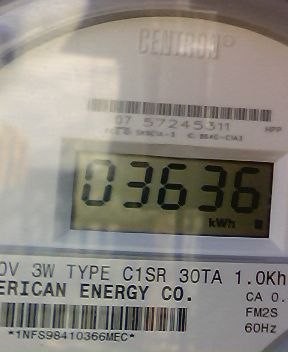 CENTRON®
07 57245311
HPP
03636
kWh
0V 3W TYPE C1SR 30TA 1.0Kh
ERICAN ENERGY CO.
CA 0.
FM2S
60Hz
*1NFS98410366MEC*